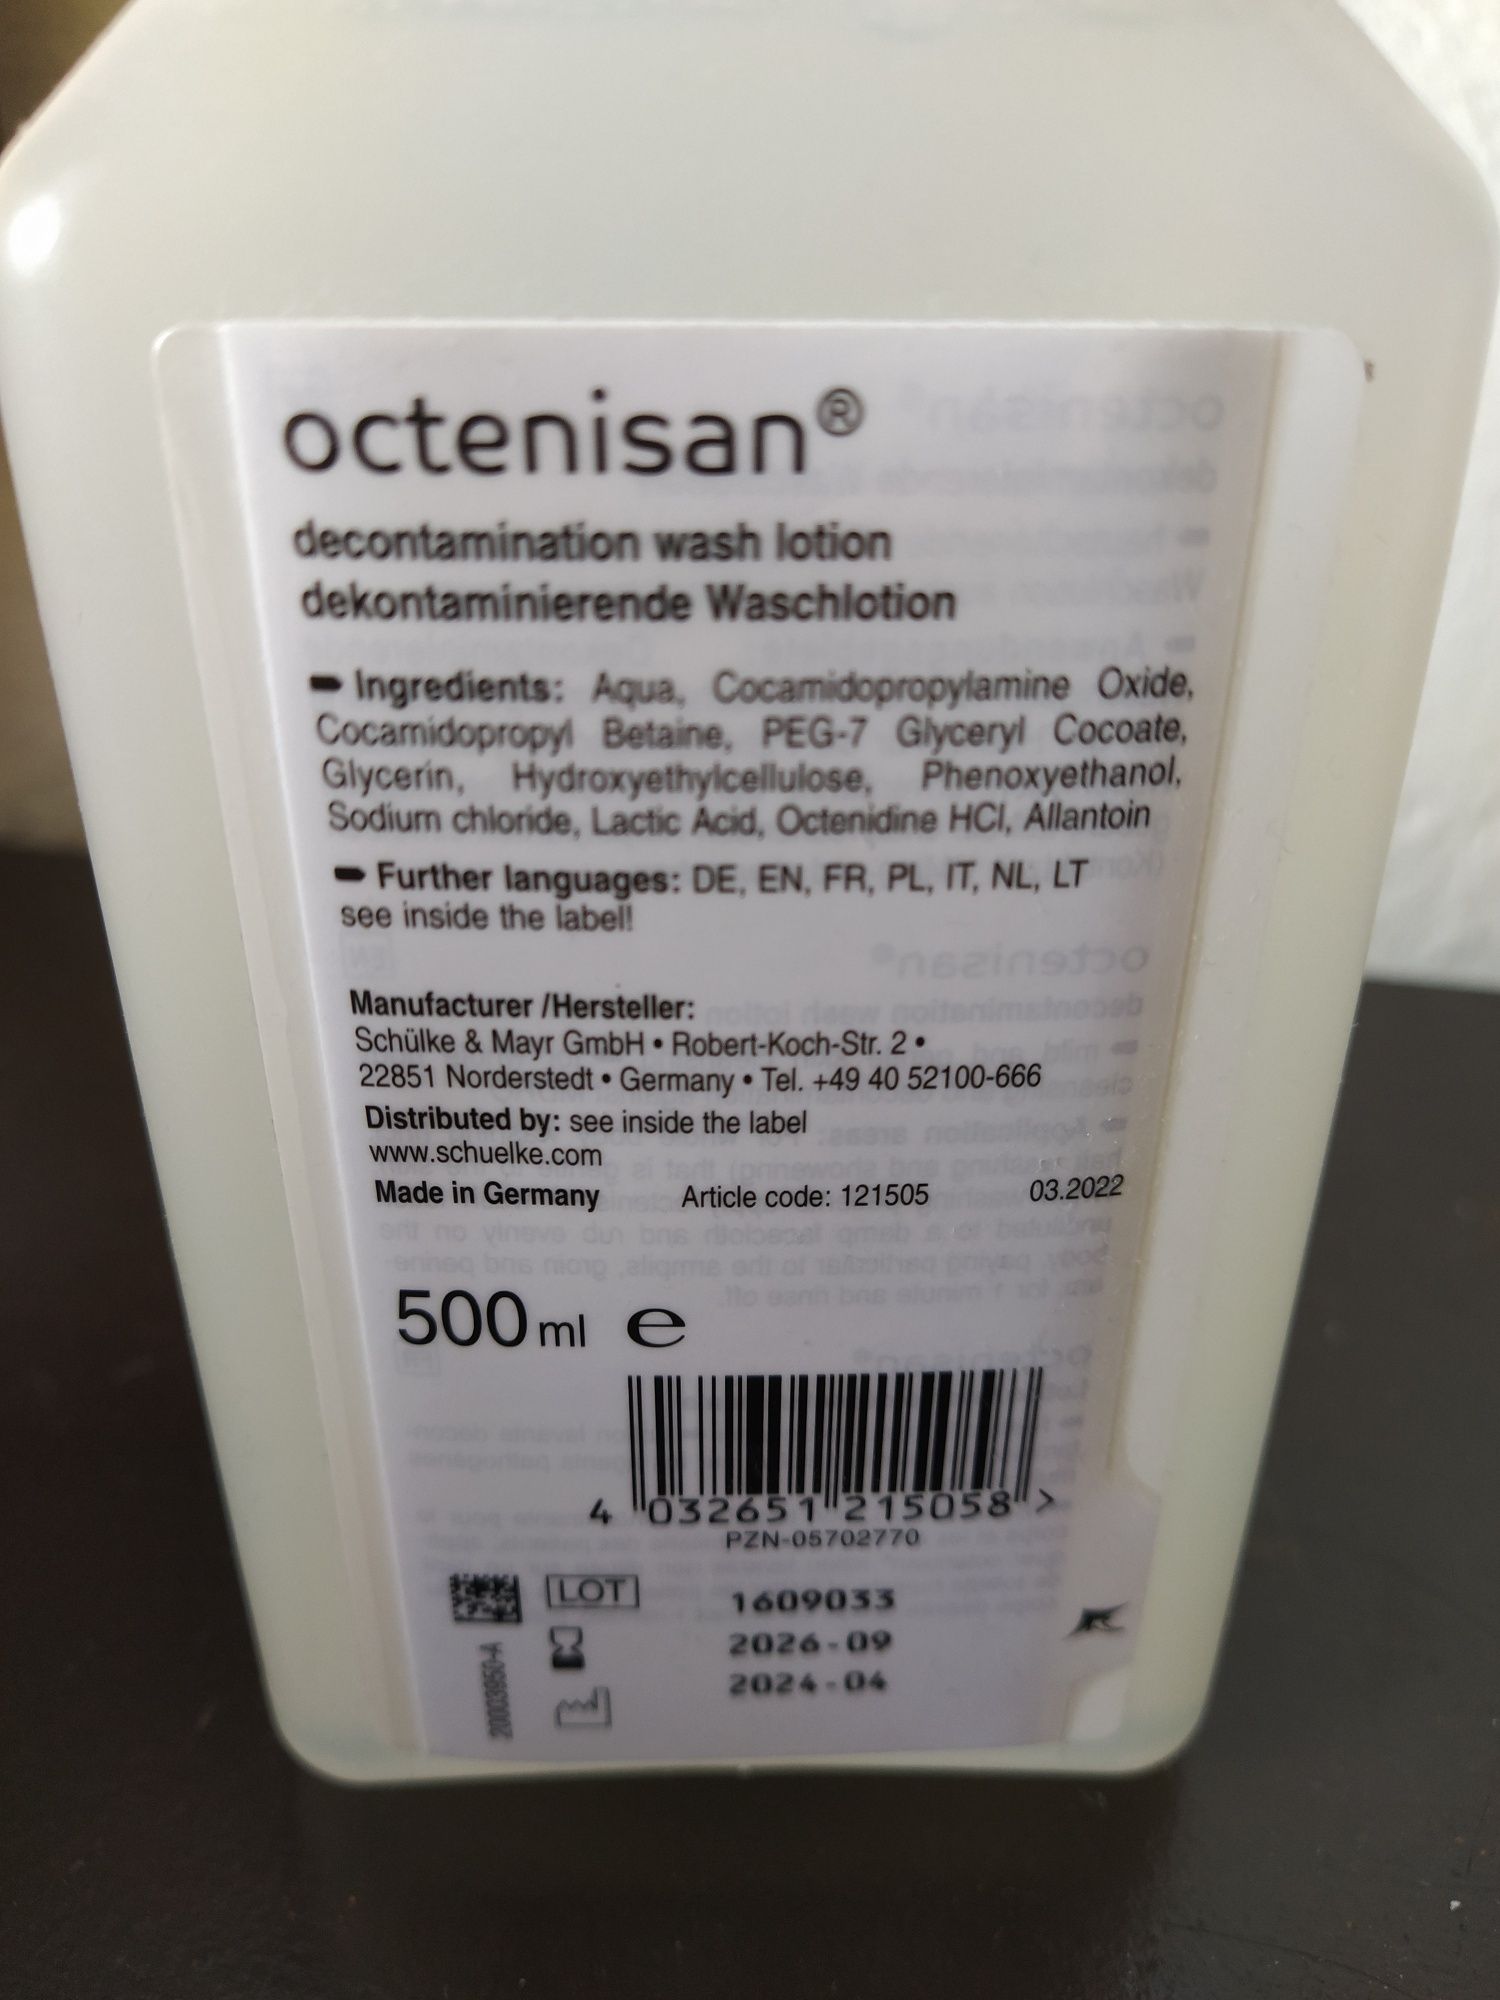 octenisan®
decontamination wash lotion
dekontaminierende Waschlotion
Ingredients: Aqua, Cocamidopropylamine Oxide,
Cocamidopropyl Betaine, PEG-7 Glyceryl Cocoate,
Glycerin, Hydroxyethylcellulose, Phenoxyethanol,
Sodium chloride, Lactic Acid, Octenidine HCl, Allantoin
Further languages: DE, EN, FR, PL, IT, NL, LT
see inside the label!
Manufacturer /Hersteller:
Schülke & Mayr GmbH • Robert-Koch-Str. 2 •
22851 Norderstedt • Germany • Tel. +49 40 52100-666
Distributed by: see inside the label
www.schuelke.com
Made in Germany Article code: 121505 03.2022
500 ml e
4 032651 215058 >
PZN-05702770
LOT 1609033
2026-09
2024-04
20003950-A